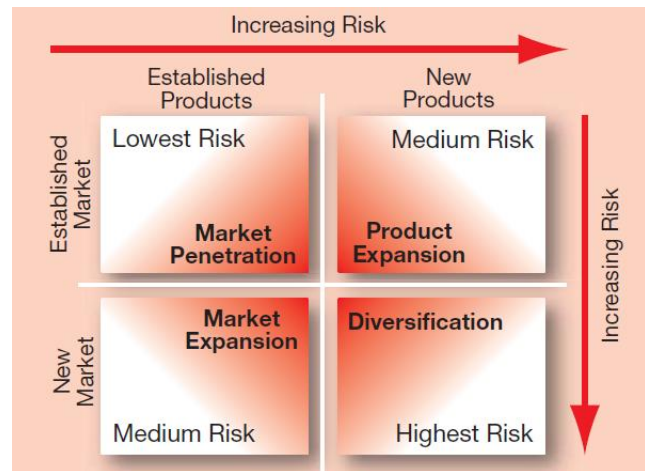 Increasing Risk
Established
Products
New
Products
Established
Market
Lowest Risk
Market
Penetration
Medium Risk
Product
Expansion
Increasing Risk
New
Market
Market
Expansion
Medium Risk
Diversification
Highest Risk